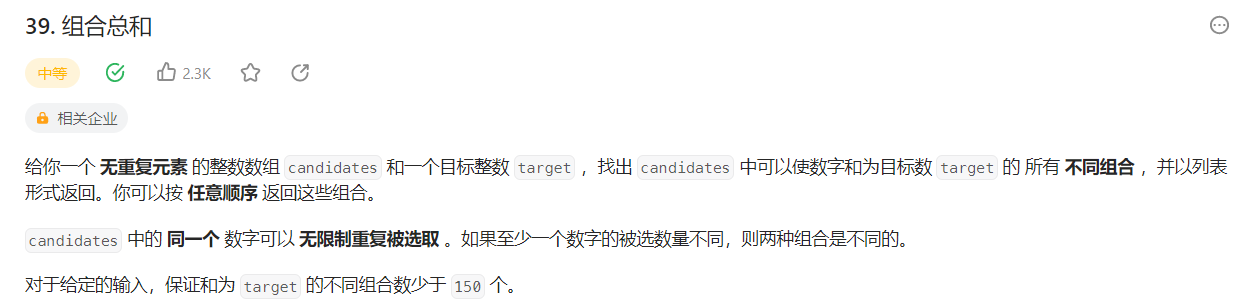 39. 组合总和
中等 2.3K
相关企业
给你一个 无重复元素 的整数数组 candidates 和一个目标整数 target ，找出 candidates 中可以使数字和为目标数 target 的 所有 不同组合 ，并以列表
形式返回。你可以按 任意顺序 返回这些组合。
candidates 中的 同一个 数字可以 无限制重复被选取 。如果至少一个数字的被选数量不同，则两种组合是不同的。
对于给定的输入，保证和为 target 的不同组合数少于 150 个。